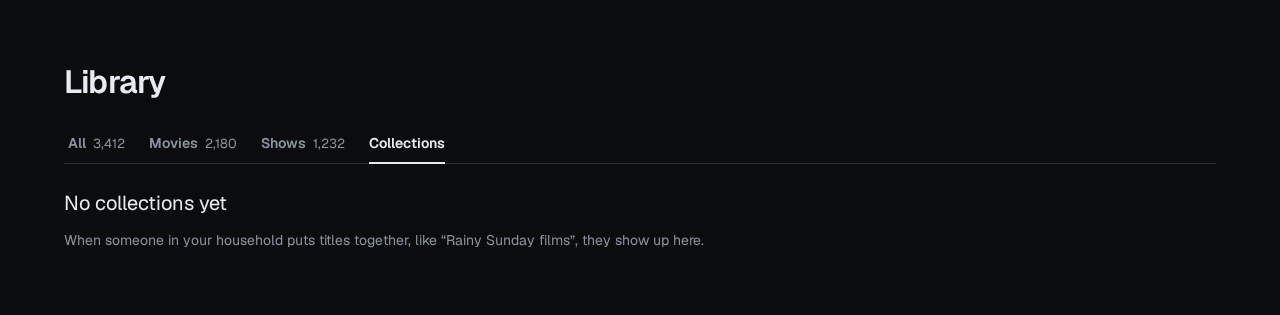 Library
All 3,412 Movies 2,180 Shows 1,232 Collections
No collections yet
When someone in your household puts titles together, like “Rainy Sunday films”, they show up here.